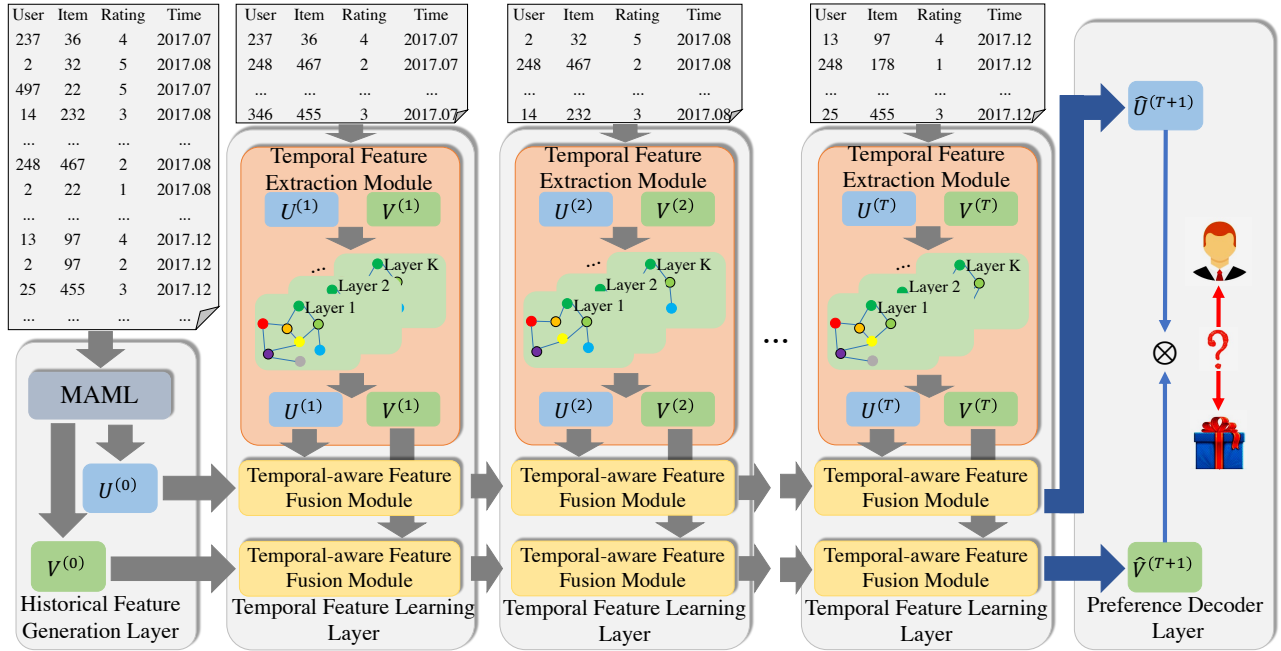 User Item Rating Time
237 36 4 2017.07
2 32 5 2017.08
497 22 5 2017.07
14 232 3 2017.08
... ... ... ...
248 467 2 2017.08
2 22 1 2017.08
... ... ... ...
13 97 4 2017.12
2 97 2 2017.12
25 455 3 2017.12
... ... ... ...
MAML
U^(0)
V^(0)
Historical Feature
Generation Layer
User Item Rating Time
237 36 4 2017.07
248 467 2 2017.07
... ... ... ...
346 455 3 2017.07
Temporal Feature
Extraction Module
U^(1) V^(1)
...
Layer K
Layer 2
Layer 1
U^(1) V^(1)
Temporal-aware Feature
Fusion Module
Temporal-aware Feature
Fusion Module
Temporal Feature Learning
Layer
User Item Rating Time
2 32 5 2017.08
248 467 2 2017.08
... ... ... ...
14 232 3 2017.08
Temporal Feature
Extraction Module
U^(2) V^(2)
...
Layer K
Layer 2
Layer 1
U^(2) V^(2)
Temporal-aware Feature
Fusion Module
Temporal-aware Feature
Fusion Module
Temporal Feature Learning
Layer
...
User Item Rating Time
13 97 4 2017.12
248 178 1 2017.12
... ... ... ...
25 455 3 2017.12
Temporal Feature
Extraction Module
U^(T) V^(T)
...
Layer K
Layer 2
Layer 1
U^(T) V^(T)
Temporal-aware Feature
Fusion Module
Temporal-aware Feature
Fusion Module
Temporal Feature Learning
Layer
Û^(T+1)
⊗
?
V̂^(T+1)
Preference Decoder
Layer